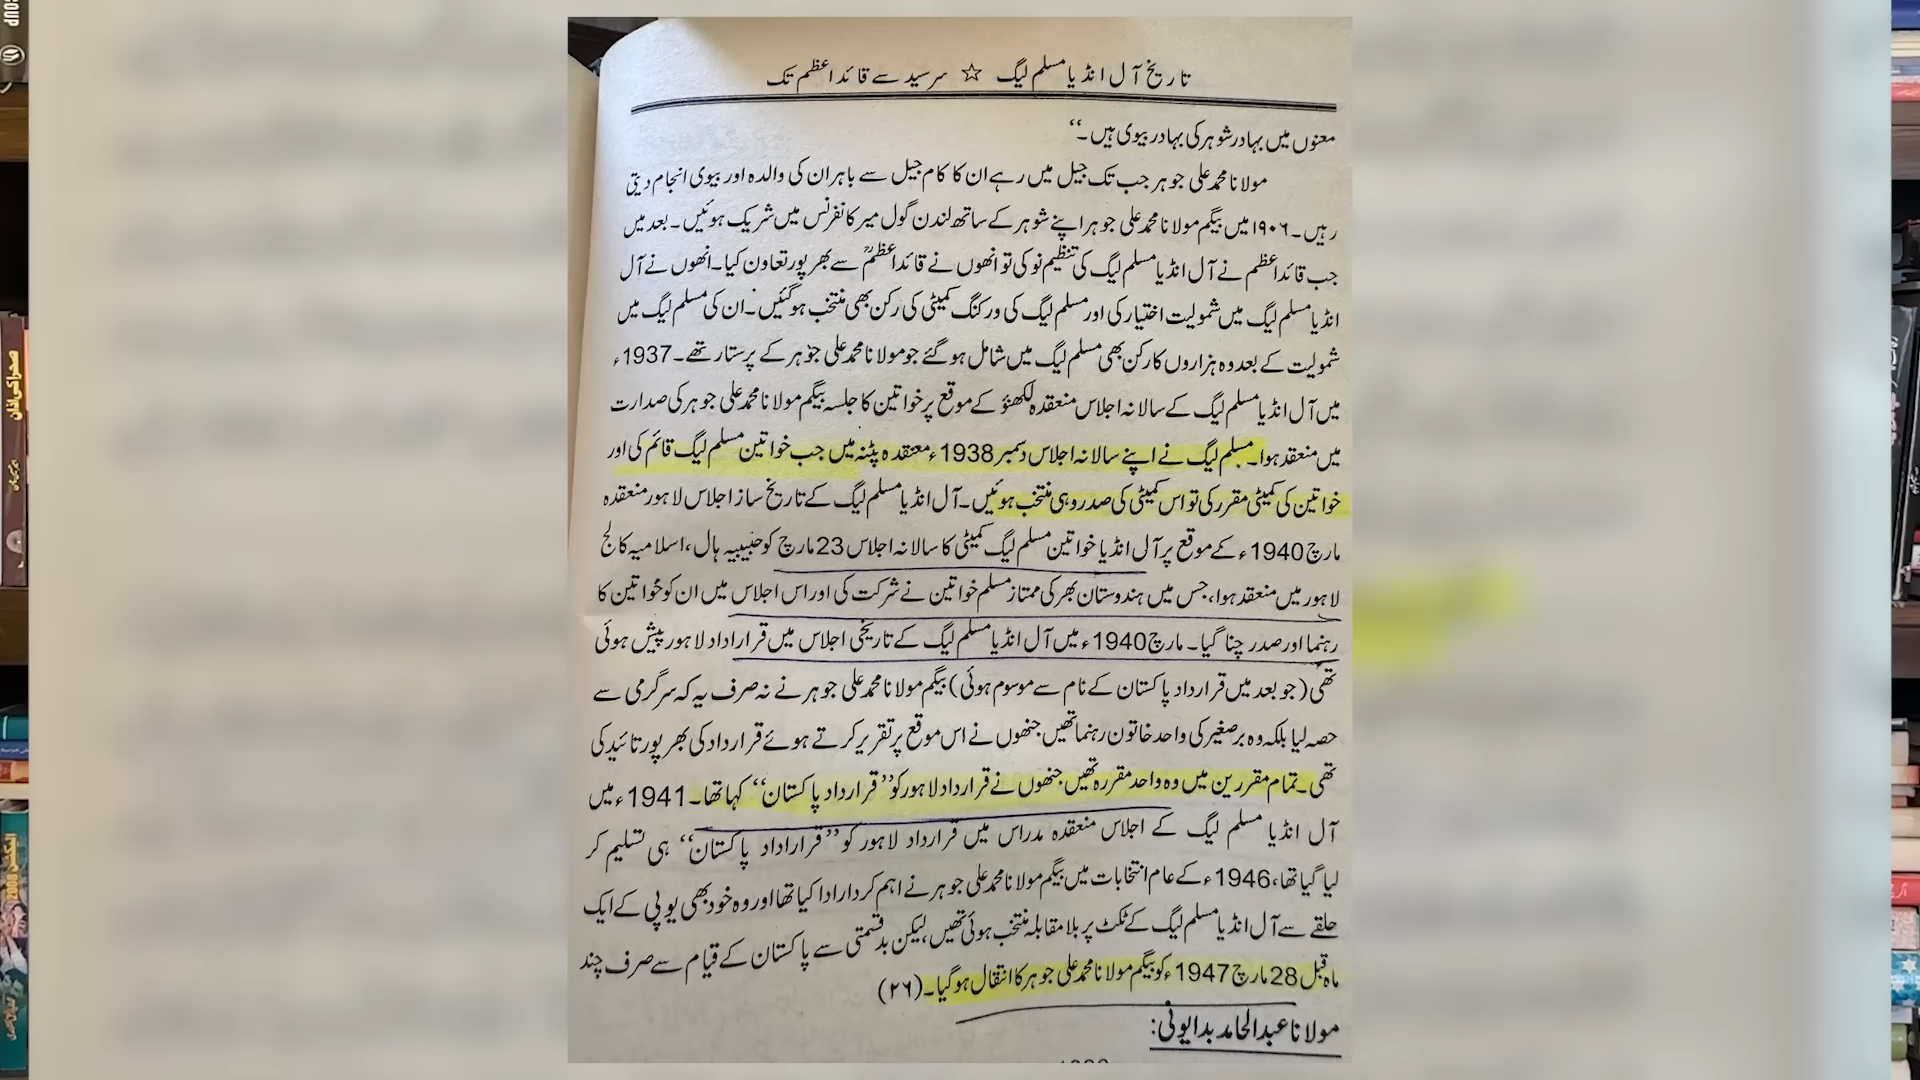 تاریخ آل انڈیا مسلم لیگ ☆ سرسید سے قائداعظم تک
معنوں میں بہادر شوہر کی بہادر بیوی ہیں۔‘‘
مولانا محمد علی جوہر جب تک جیل میں رہے ان کا کام جیل سے باہر ان کی والدہ اور بیوی انجام دیتی
رہیں۔ ۱۹۰۶ میں بیگم مولانا محمد علی جوہر اپنے شوہر کے ساتھ لندن گول میز کانفرنس میں شریک ہوئیں۔ بعد میں
جب قائداعظم نے آل انڈیا مسلم لیگ کی تنظیم نو کی تو انھوں نے قائداعظمؒ سے بھرپور تعاون کیا۔ انھوں نے آل
انڈیا مسلم لیگ میں شمولیت اختیار کی اور مسلم لیگ کی ورکنگ کمیٹی کی رکن بھی منتخب ہوگئیں۔ ان کی مسلم لیگ میں
شمولیت کے بعد وہ ہزاروں کارکن بھی مسلم لیگ میں شامل ہوگئے جو مولانا محمد علی جوہر کے پرستار تھے۔ 1937ء
میں آل انڈیا مسلم لیگ کے سالانہ اجلاس منعقدہ لکھنؤ کے موقع پر خواتین کا جلسہ بیگم مولانا محمد علی جوہر کی صدارت
میں منعقد ہوا۔ مسلم لیگ نے اپنے سالانہ اجلاس دسمبر 1938ء منعقدہ پٹنہ میں جب خواتین مسلم لیگ قائم کی اور
خواتین کی کمیٹی مقرر کی تو اس کمیٹی کی صدر وہی منتخب ہوئیں۔ آل انڈیا مسلم لیگ کے تاریخ ساز اجلاس لاہور منعقدہ
مارچ 1940ء کے موقع پر آل انڈیا خواتین مسلم لیگ کمیٹی کا سالانہ اجلاس 23 مارچ کو حبیبیہ ہال، اسلامیہ کالج
لاہور میں منعقد ہوا، جس میں ہندوستان بھر کی ممتاز مسلم خواتین نے شرکت کی اور اس اجلاس میں ان کو خواتین کا
رہنما اور صدر چنا گیا۔ مارچ 1940ء میں آل انڈیا مسلم لیگ کے تاریخی اجلاس میں قرارداد لاہور پیش ہوئی
تھی (جو بعد میں قرارداد پاکستان کے نام سے موسوم ہوئی) بیگم مولانا محمد علی جوہر نے نہ صرف یہ کہ سرگرمی سے
حصہ لیا بلکہ وہ برصغیر کی واحد خاتون رہنما تھیں جنھوں نے اس موقع پر تقریر کرتے ہوئے قرارداد کی بھرپور تائید کی
تھی۔ تمام مقررین میں وہ واحد مقررہ تھیں جنھوں نے قرارداد لاہور کو ’’قرارداد پاکستان‘‘ کہا تھا۔ 1941ء میں
آل انڈیا مسلم لیگ کے اجلاس منعقدہ مدراس میں قرارداد لاہور کو ’’قراراداد پاکستان‘‘ ہی تسلیم کر
لیا گیا تھا، 1946ء کے عام انتخابات میں بیگم مولانا محمد علی جوہر نے اہم کردار ادا کیا تھا اور وہ خود بھی یوپی کے ایک
حلقے سے آل انڈیا مسلم لیگ کے ٹکٹ پر بلا مقابلہ منتخب ہوئی تھیں، لیکن بدقسمتی سے پاکستان کے قیام سے صرف چند
ماہ قبل 28 مارچ 1947ء کو بیگم مولانا محمد علی جوہر کا انتقال ہوگیا۔ (۲۶)
مولانا عبدالحامد بدایونی: